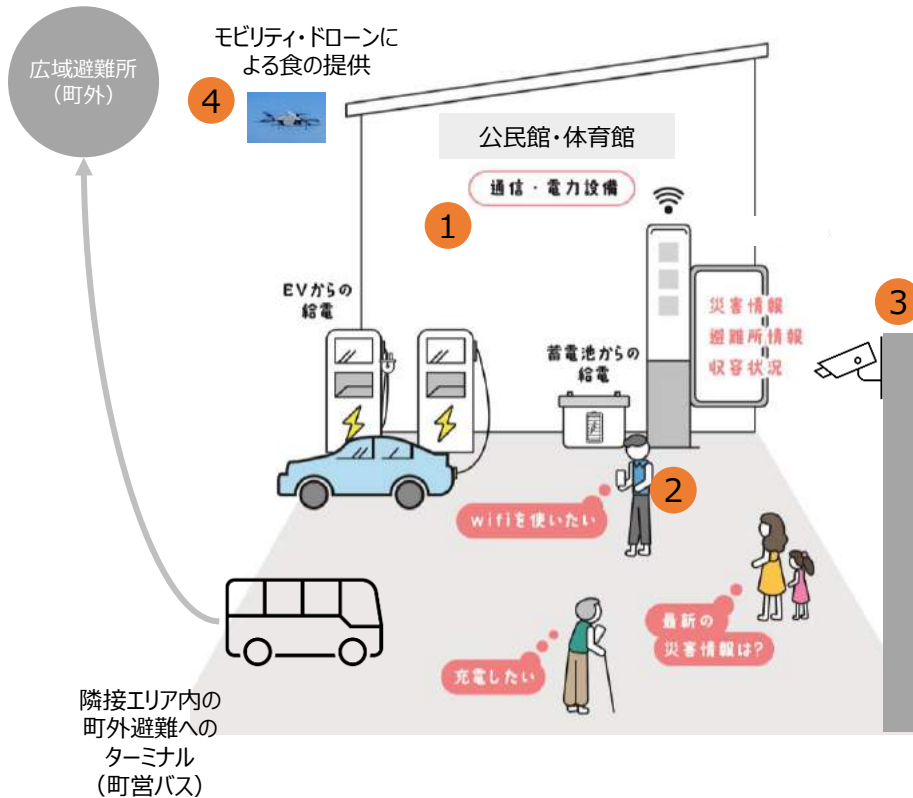 広域避難所
（町外）
モビリティ・ドローンに
よる食の提供
4
公民館・体育館
通信・電力設備
1
EVからの
給電
蓄電池からの
給電
災害情報
避難所情報
収容状況
3
2
wifiを使いたい
最新の
災害情報は?
充電したい
隣接エリア内の
町外避難への
ターミナル
（町営バス）